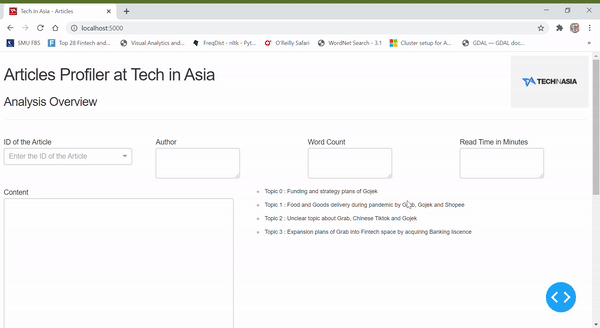 Tech in Asia - Articles
localhost:5000
SMU FBS
Top 28 Fintech and...
Visual Analytics and...
FreqDist - nltk - Pyt...
O'Reilly Safari
WordNet Search - 3.1
Cluster setup for A...
GDAL — GDAL doc...
Articles Profiler at Tech in Asia
TECHINASIA
Analysis Overview
ID of the Article
Author
Word Count
Read Time in Minutes
Enter the ID of the Article
Content
Topic 0 : Funding and strategy plans of Gojek
Topic 1 : Food and Goods delivery during pandemic by Grab, Gojek and Shopee
Topic 2 : Unclear topic about Grab, Chinese Tiktok and Gojek
Topic 3 : Expansion plans of Grab into Fintech space by acquiring Banking liscence